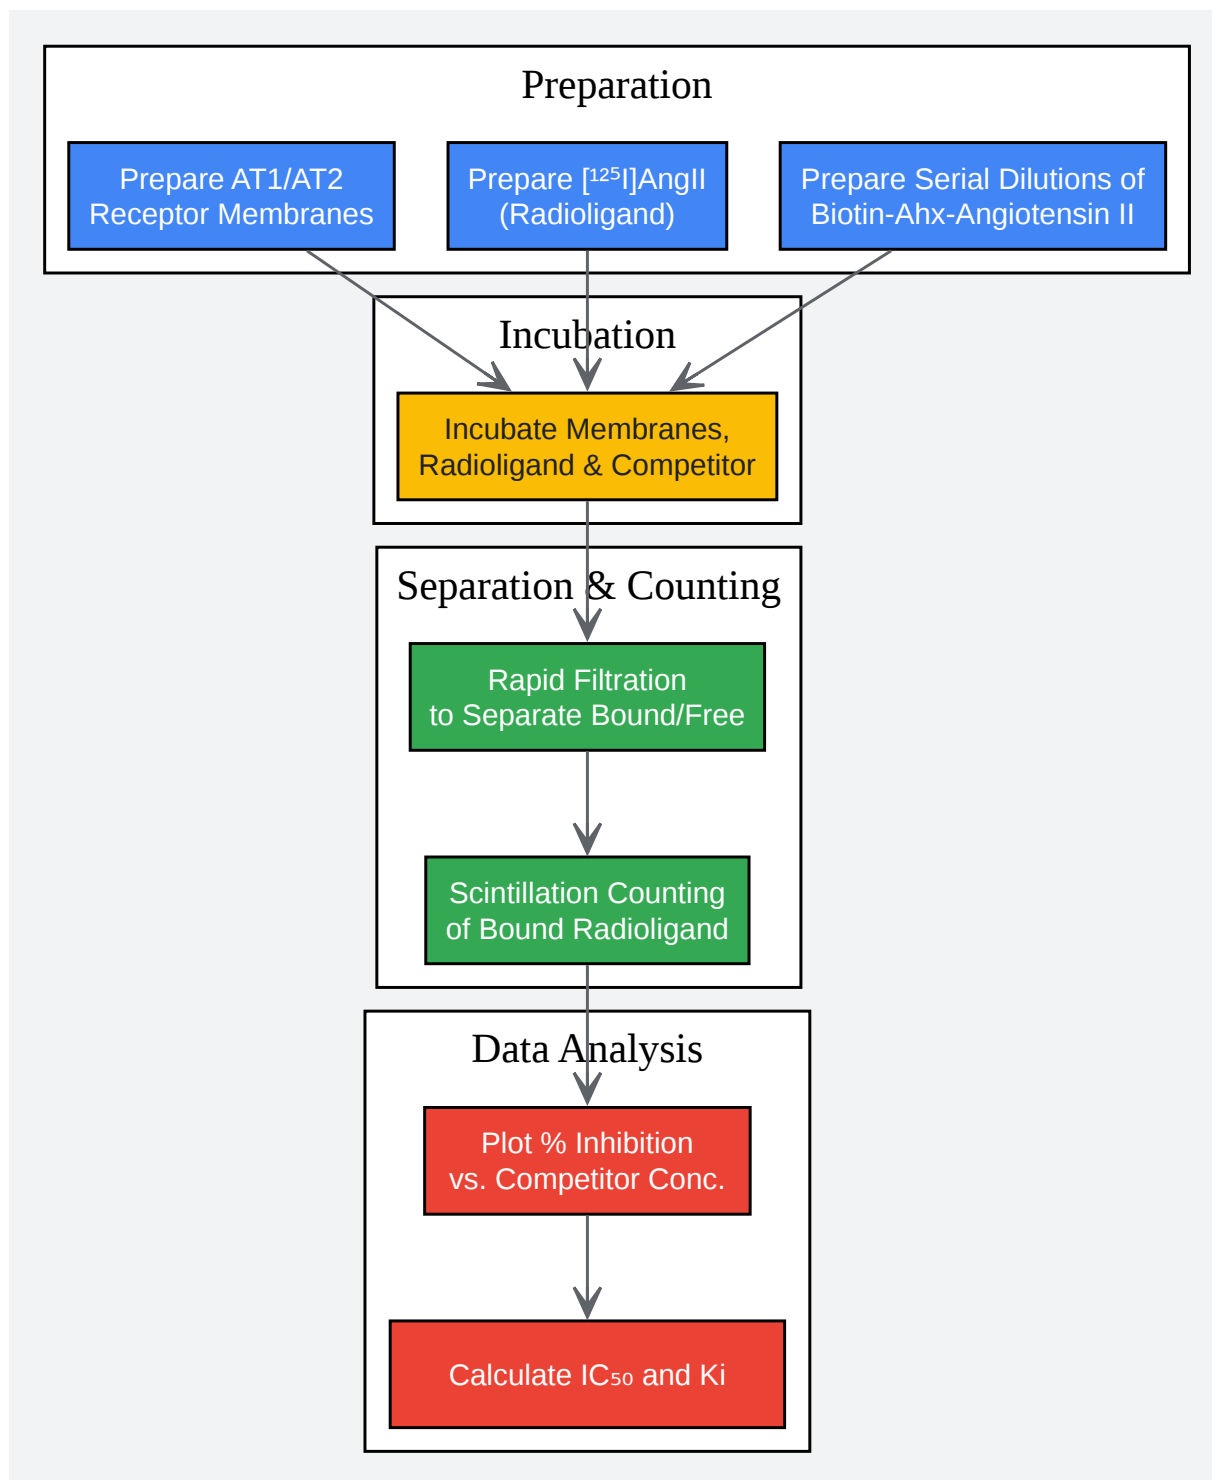 Preparation
Prepare AT1/AT2
Receptor Membranes
Prepare [¹²⁵I]AngII
(Radioligand)
Prepare Serial Dilutions of
Biotin-Ahx-Angiotensin II
Incubation
Incubate Membranes,
Radioligand & Competitor
Separation & Counting
Rapid Filtration
to Separate Bound/Free
Scintillation Counting
of Bound Radioligand
Data Analysis
Plot % Inhibition
vs. Competitor Conc.
Calculate IC₅₀ and Ki